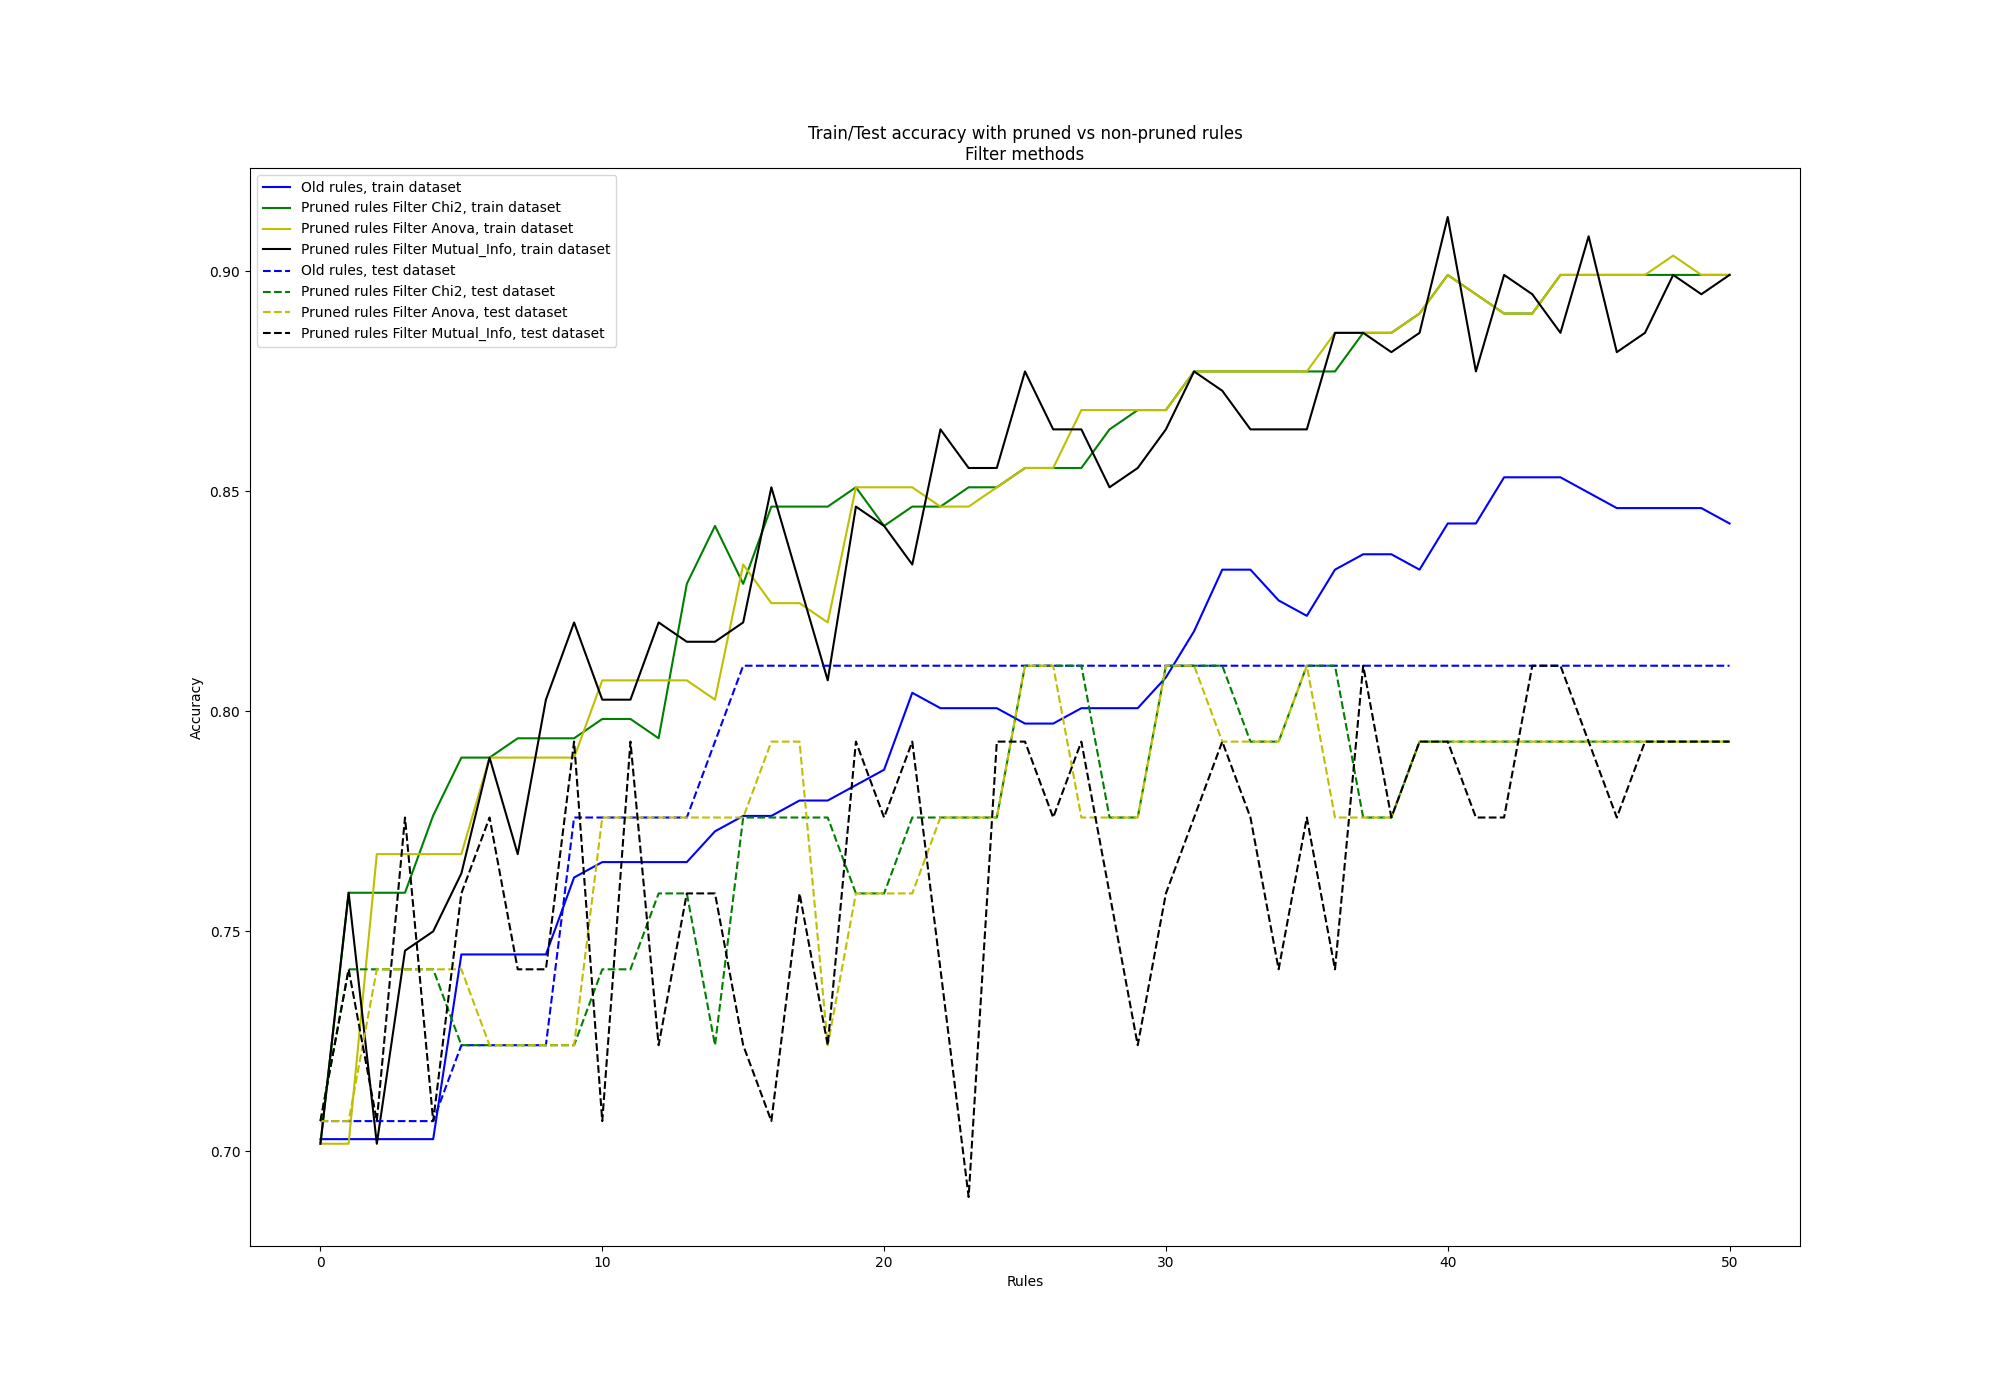 Train/Test accuracy with pruned vs non-pruned rules
Filter methods
Old rules, train dataset
Pruned rules Filter Chi2, train dataset
Pruned rules Filter Anova, train dataset
Pruned rules Filter Mutual_Info, train dataset
Old rules, test dataset
Pruned rules Filter Chi2, test dataset
Pruned rules Filter Anova, test dataset
Pruned rules Filter Mutual_Info, test dataset
0.90
0.85
0.80
0.75
0.70
Accuracy
0 10 20 30 40 50
Rules